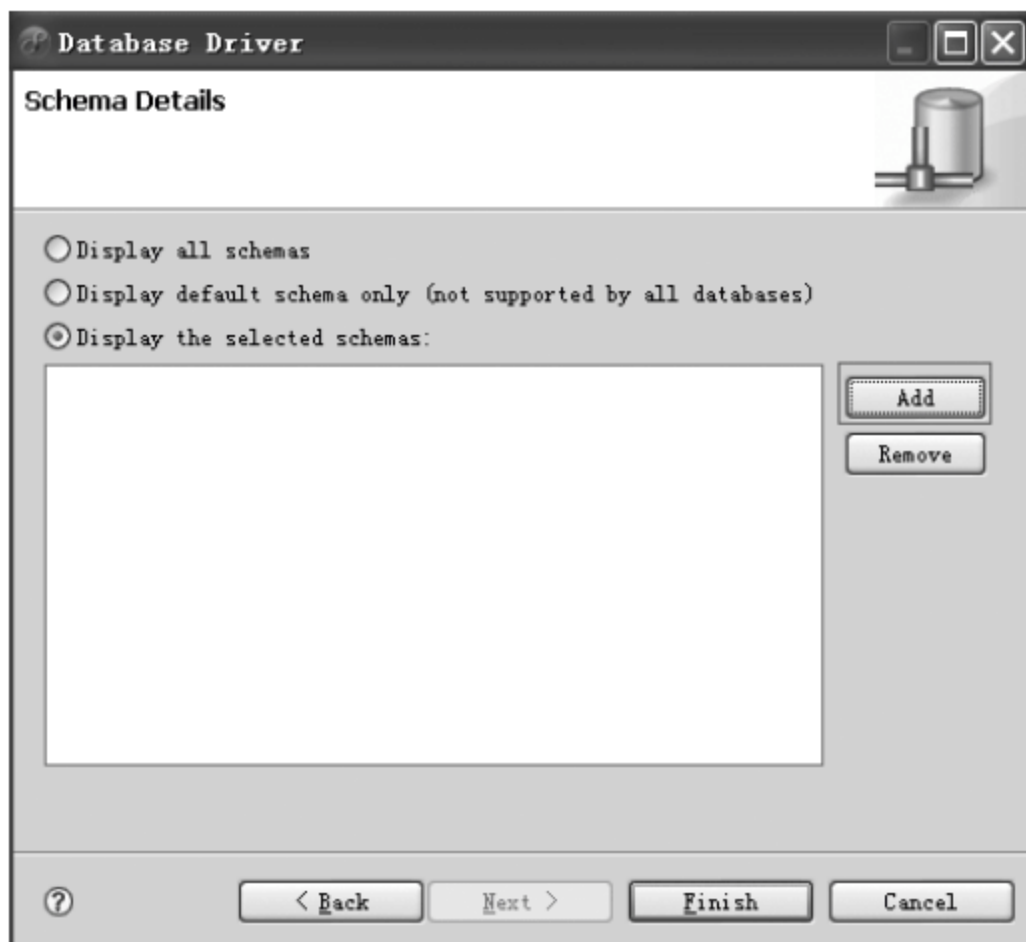 Database Driver
Schema Details
Display all schemas
Display default schema only (not supported by all databases)
Display the selected schemas:
Add
Remove
?
< Back
Next >
Finish
Cancel